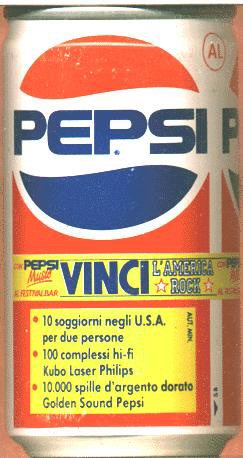 AL
PEPSI
CON PEPSI
Music
AL FESTIVALBAR
VINCI
L'AMERICA
ROCK
• 10 soggiorni negli U.S.A.
per due persone
• 100 complessi hi-fi
Kubo Laser Philips
• 10.000 spille d'argento dorato
Golden Sound Pepsi
AUT. MIN.